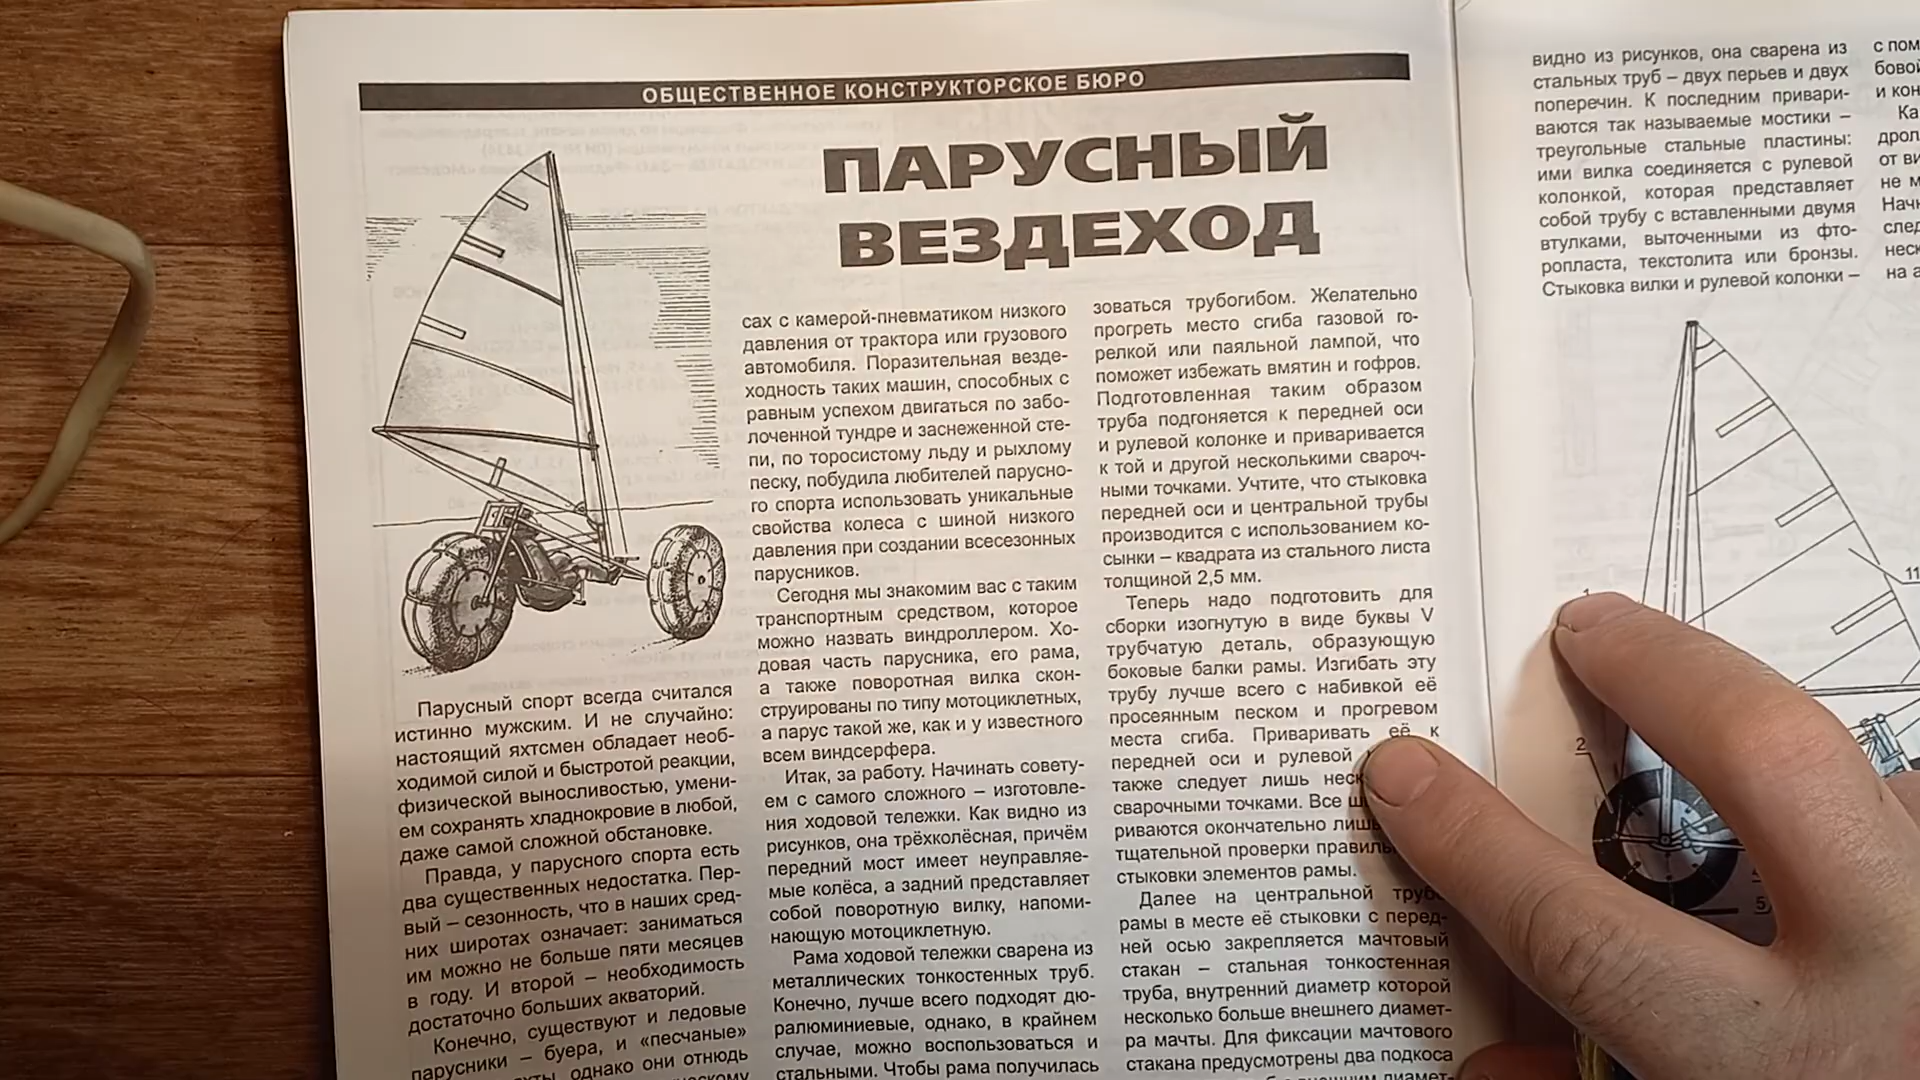 ОБЩЕСТВЕННОЕ КОНСТРУКТОРСКОЕ БЮРО
ПАРУСНЫЙ
ВЕЗДЕХОД
Парусный спорт всегда считался
истинно мужским. И не случайно:
настоящий яхтсмен обладает необ-
ходимой силой и быстротой реакции,
физической выносливостью, умени-
ем сохранять хладнокровие в любой,
даже самой сложной обстановке.
Правда, у парусного спорта есть
два существенных недостатка. Пер-
вый – сезонность, что в наших сред-
них широтах означает: заниматься
им можно не больше пяти месяцев
в году. И второй – необходимость
достаточно больших акваторий.
Конечно, существуют и ледовые
парусники – буера, и «песчаные»
однако они отнюдь
сах с камерой-пневматиком низкого
давления от трактора или грузового
автомобиля. Поразительная везде-
ходность таких машин, способных с
равным успехом двигаться по забо-
лоченной тундре и заснеженной сте-
пи, по торосистому льду и рыхлому
песку, побудила любителей парусно-
го спорта использовать уникальные
свойства колеса с шиной низкого
давления при создании всесезонных
парусников.
Сегодня мы знакомим вас с таким
транспортным средством, которое
можно назвать виндроллером. Хо-
довая часть парусника, его рама,
а также поворотная вилка скон-
струированы по типу мотоциклетных,
а парус такой же, как и у известного
всем виндсерфера.
Итак, за работу. Начинать совету-
ем с самого сложного – изготовле-
ния ходовой тележки. Как видно из
рисунков, она трёхколёсная, причём
передний мост имеет неуправляе-
мые колёса, а задний представляет
собой поворотную вилку, напоми-
нающую мотоциклетную.
Рама ходовой тележки сварена из
металлических тонкостенных труб.
Конечно, лучше всего подходят дю-
ралюминиевые, однако, в крайнем
случае, можно воспользоваться и
стальными. Чтобы рама получилась
зоваться трубогибом. Желательно
прогреть место сгиба газовой го-
релкой или паяльной лампой, что
поможет избежать вмятин и гофров.
Подготовленная таким образом
труба подгоняется к передней оси
и рулевой колонке и приваривается
к той и другой несколькими свароч-
ными точками. Учтите, что стыковка
передней оси и центральной трубы
производится с использованием ко-
сынки – квадрата из стального листа
толщиной 2,5 мм.
Теперь надо подготовить для
сборки изогнутую в виде буквы V
трубчатую деталь, образующую
боковые балки рамы. Изгибать эту
трубу лучше всего с набивкой её
просеянным песком и прогревом
места сгиба. Приваривать её к
передней оси и рулевой
также следует лишь
сварочными точками. Все
риваются окончательно лишь
тщательной проверки
стыковки элементов рамы.
Далее на центральной трубе
рамы в месте её стыковки с перед-
ней осью закрепляется мачтовый
стакан – стальная тонкостенная
труба, внутренний диаметр которой
несколько больше внешнего диамет-
ра мачты. Для фиксации мачтового
стакана предусмотрены два подкоса
видно из рисунков, она сварена из
стальных труб – двух перьев и двух
поперечин. К последним привари-
ваются так называемые мостики –
треугольные стальные пластины:
ими вилка соединяется с рулевой
колонкой, которая представляет
собой трубу с вставленными двумя
втулками, выточенными из фто-
ропласта, текстолита или бронзы.
Стыковка вилки и рулевой колонки –
11
1
2
5
с
и
от
не
на